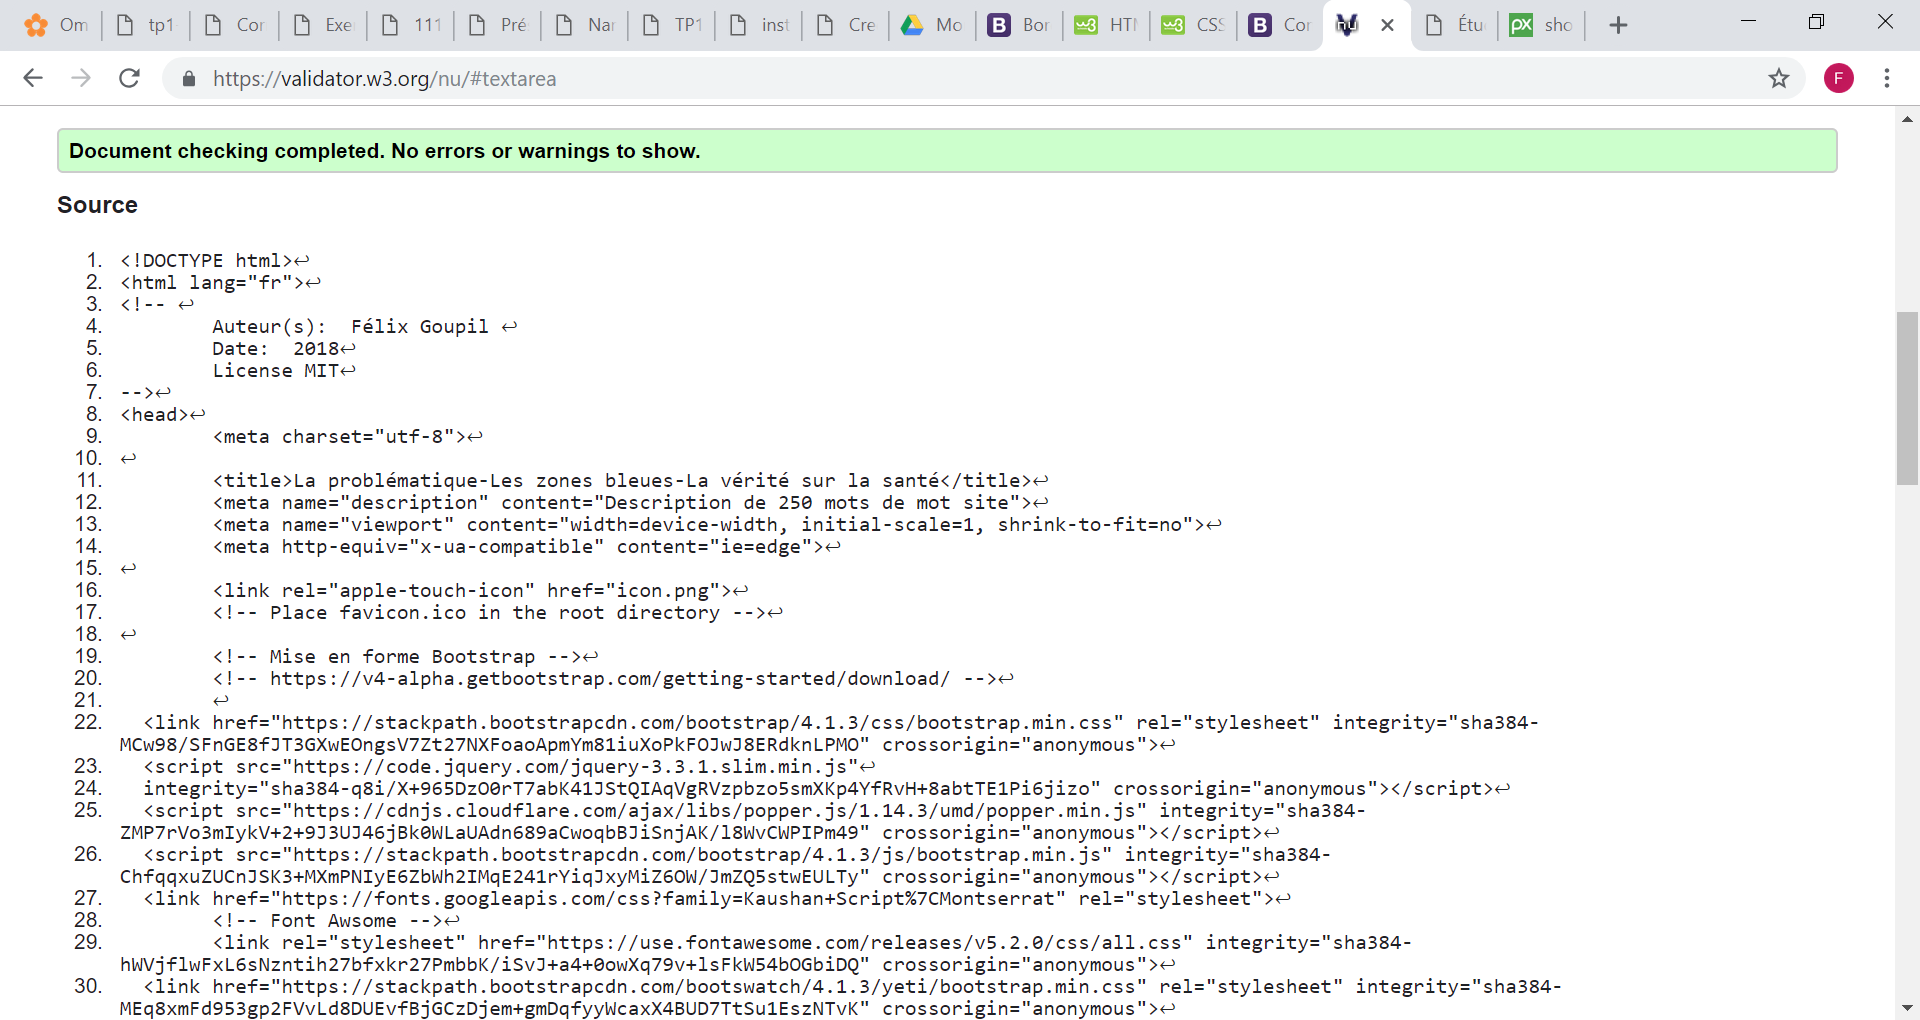 Om
tp1
Cor
Exe
111
Pré
Nar
TP1
inst
Cre
Mo
B Bor
w3 HTM
w3 CSS
B Cor
nu
Étu
px sho
https://validator.w3.org/nu/#textarea
F
Document checking completed. No errors or warnings to show.
Source
1. <!DOCTYPE html>↩
2. <html lang="fr">↩
3. <!-- ↩
4. Auteur(s):  Félix Goupil ↩
5. Date:  2018↩
6. License MIT↩
7. -->↩
8. <head>↩
9. <meta charset="utf-8">↩
10. ↩
11. <title>La problématique-Les zones bleues-La vérité sur la santé</title>↩
12. <meta name="description" content="Description de 250 mots de mot site">↩
13. <meta name="viewport" content="width=device-width, initial-scale=1, shrink-to-fit=no">↩
14. <meta http-equiv="x-ua-compatible" content="ie=edge">↩
15. ↩
16. <link rel="apple-touch-icon" href="icon.png">↩
17. <!-- Place favicon.ico in the root directory -->↩
18. ↩
19. <!-- Mise en forme Bootstrap -->↩
20. <!-- https://v4-alpha.getbootstrap.com/getting-started/download/ -->↩
21. ↩
22. <link href="https://stackpath.bootstrapcdn.com/bootstrap/4.1.3/css/bootstrap.min.css" rel="stylesheet" integrity="sha384-
MCw98/SFnGE8fJT3GXwEOngsV7Zt27NXFoaoApmYm81iuXoPkFOJwJ8ERdknLPMO" crossorigin="anonymous">↩
23. <script src="https://code.jquery.com/jquery-3.3.1.slim.min.js"↩
24. integrity="sha384-q8i/X+965DzO0rT7abK41JStQIAqVgRVzpbzo5smXKp4YfRvH+8abtTE1Pi6jizo" crossorigin="anonymous"></script>↩
25. <script src="https://cdnjs.cloudflare.com/ajax/libs/popper.js/1.14.3/umd/popper.min.js" integrity="sha384-
ZMP7rVo3mIykV+2+9J3UJ46jBk0WLaUAdn689aCwoqbBJiSnjAK/l8WvCWPIPm49" crossorigin="anonymous"></script>↩
26. <script src="https://stackpath.bootstrapcdn.com/bootstrap/4.1.3/js/bootstrap.min.js" integrity="sha384-
ChfqqxuZUCnJSK3+MXmPNIyE6ZbWh2IMqE241rYiqJxyMiZ6OW/JmZQ5stwEULTy" crossorigin="anonymous"></script>↩
27. <link href="https://fonts.googleapis.com/css?family=Kaushan+Script%7CMontserrat" rel="stylesheet">↩
28. <!-- Font Awsome -->↩
29. <link rel="stylesheet" href="https://use.fontawesome.com/releases/v5.2.0/css/all.css" integrity="sha384-
hWVjflwFxL6sNzntih27bfxkr27PmbbK/iSvJ+a4+0owXq79v+lsFkW54bOGbiDQ" crossorigin="anonymous">↩
30. <link href="https://stackpath.bootstrapcdn.com/bootswatch/4.1.3/yeti/bootstrap.min.css" rel="stylesheet" integrity="sha384-
MEq8xmFd953gp2FVvLd8DUEvfBjGCzDjem+gmDqfyyWcaxX4BUD7TtSu1EszNTvK" crossorigin="anonymous">↩